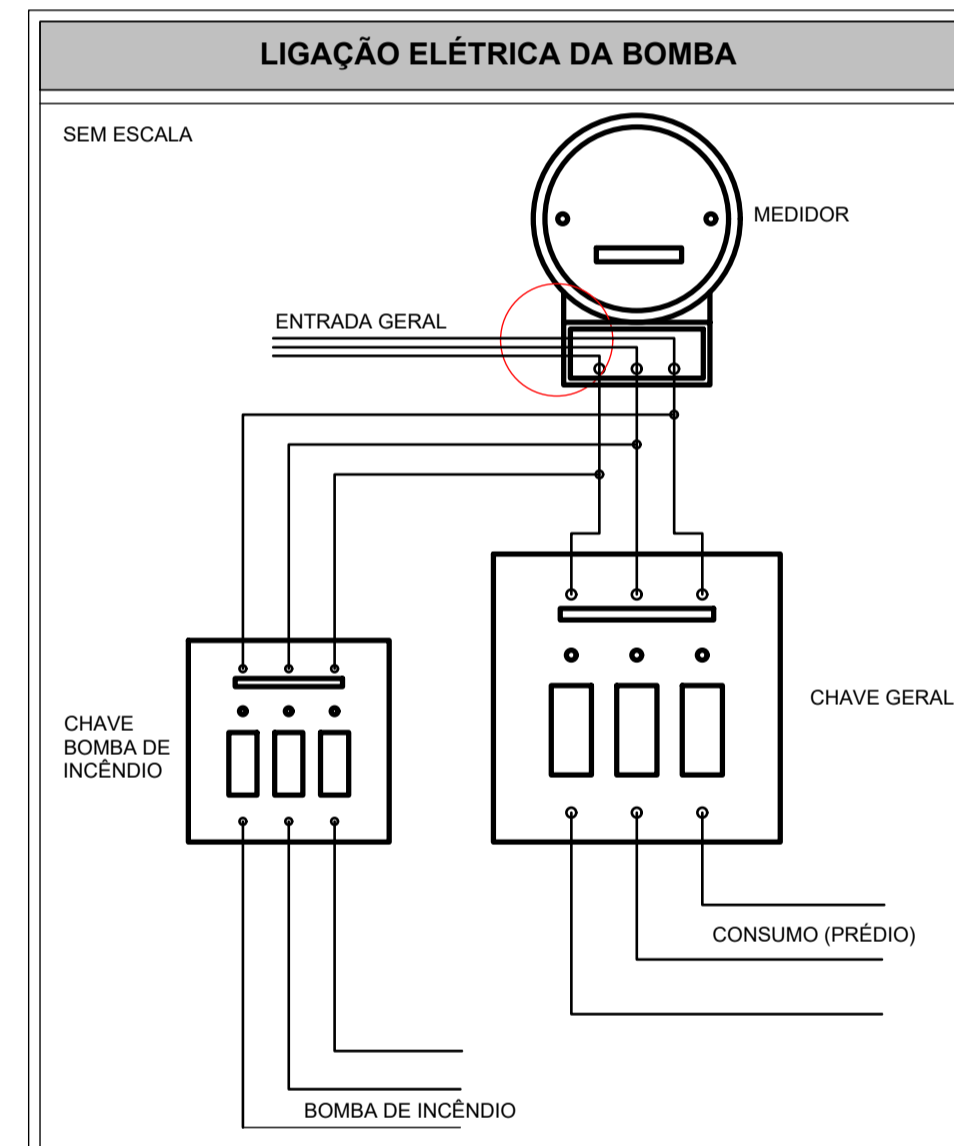 LIGAÇÃO ELÉTRICA DA BOMBA
SEM ESCALA
MEDIDOR
ENTRADA GERAL
CHAVE GERAL
CHAVE
BOMBA DE
INCÊNDIO
CONSUMO (PRÉDIO)
BOMBA DE INCÊNDIO